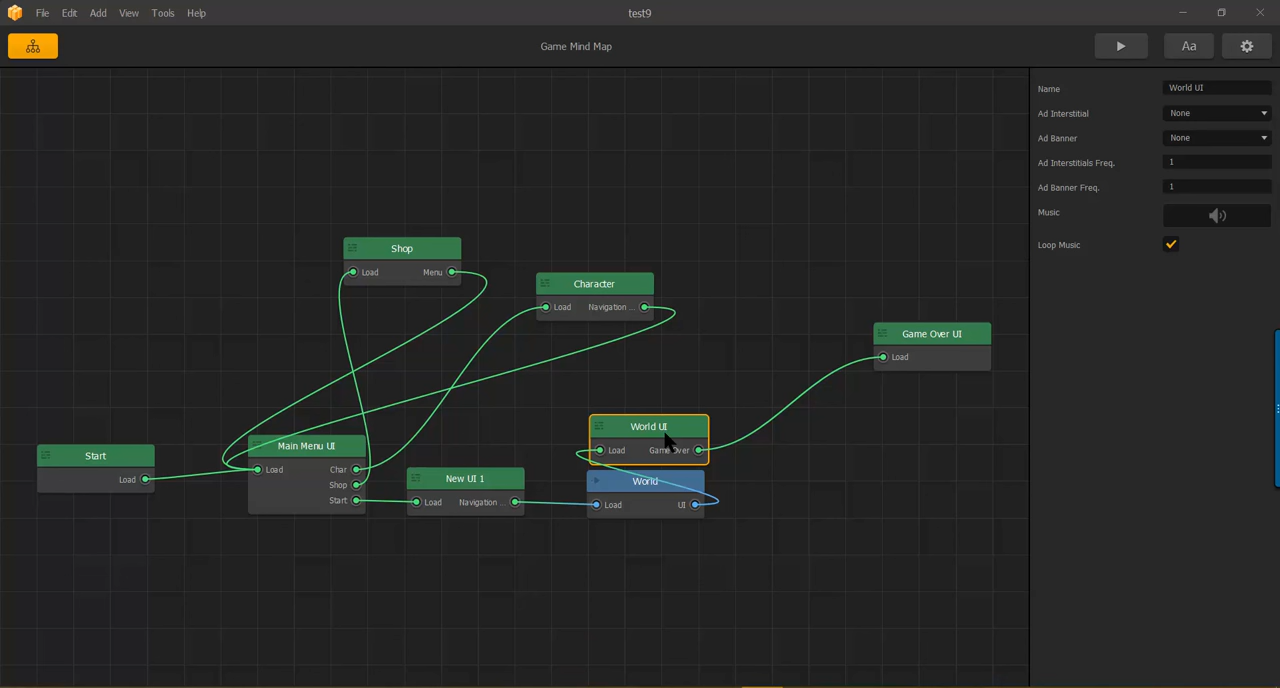 File Edit Add View Tools Help
test9
Game Mind Map
Aa
Name World UI
Ad Interstitial None
Ad Banner None
Ad Interstitials Freq. 1
Ad Banner Freq. 1
Music
Loop Music
Shop
Load Menu
Character
Load Navigation ...
Game Over UI
Load
World UI
Load Game Over
Start
Load
Main Menu UI
Load Char
Shop
Start
New UI 1
Load Navigation ...
World
Load UI